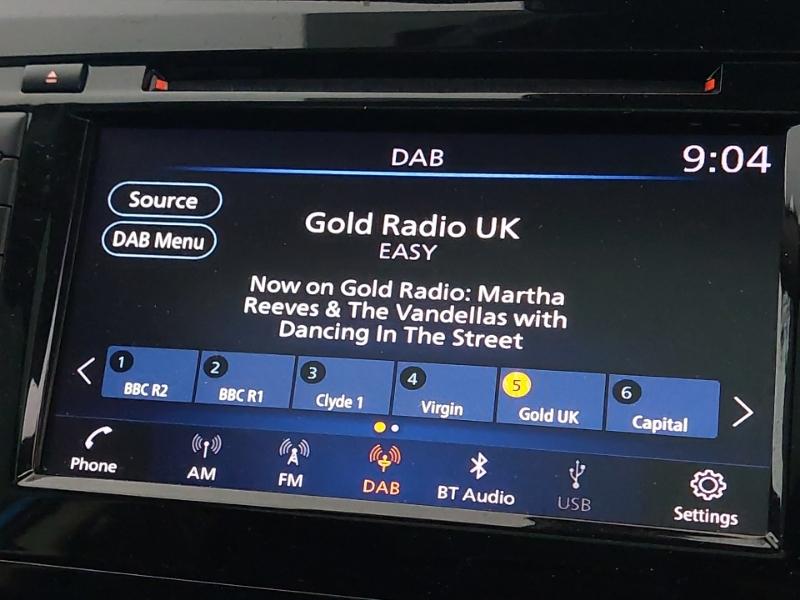 DAB
9:04
Source
DAB Menu
Gold Radio UK
EASY
Now on Gold Radio: Martha
Reeves & The Vandellas with
Dancing In The Street
1
BBC R2
2
BBC R1
3
Clyde 1
4
Virgin
5
Gold UK
6
Capital
Phone
AM
FM
DAB
BT Audio
USB
Settings